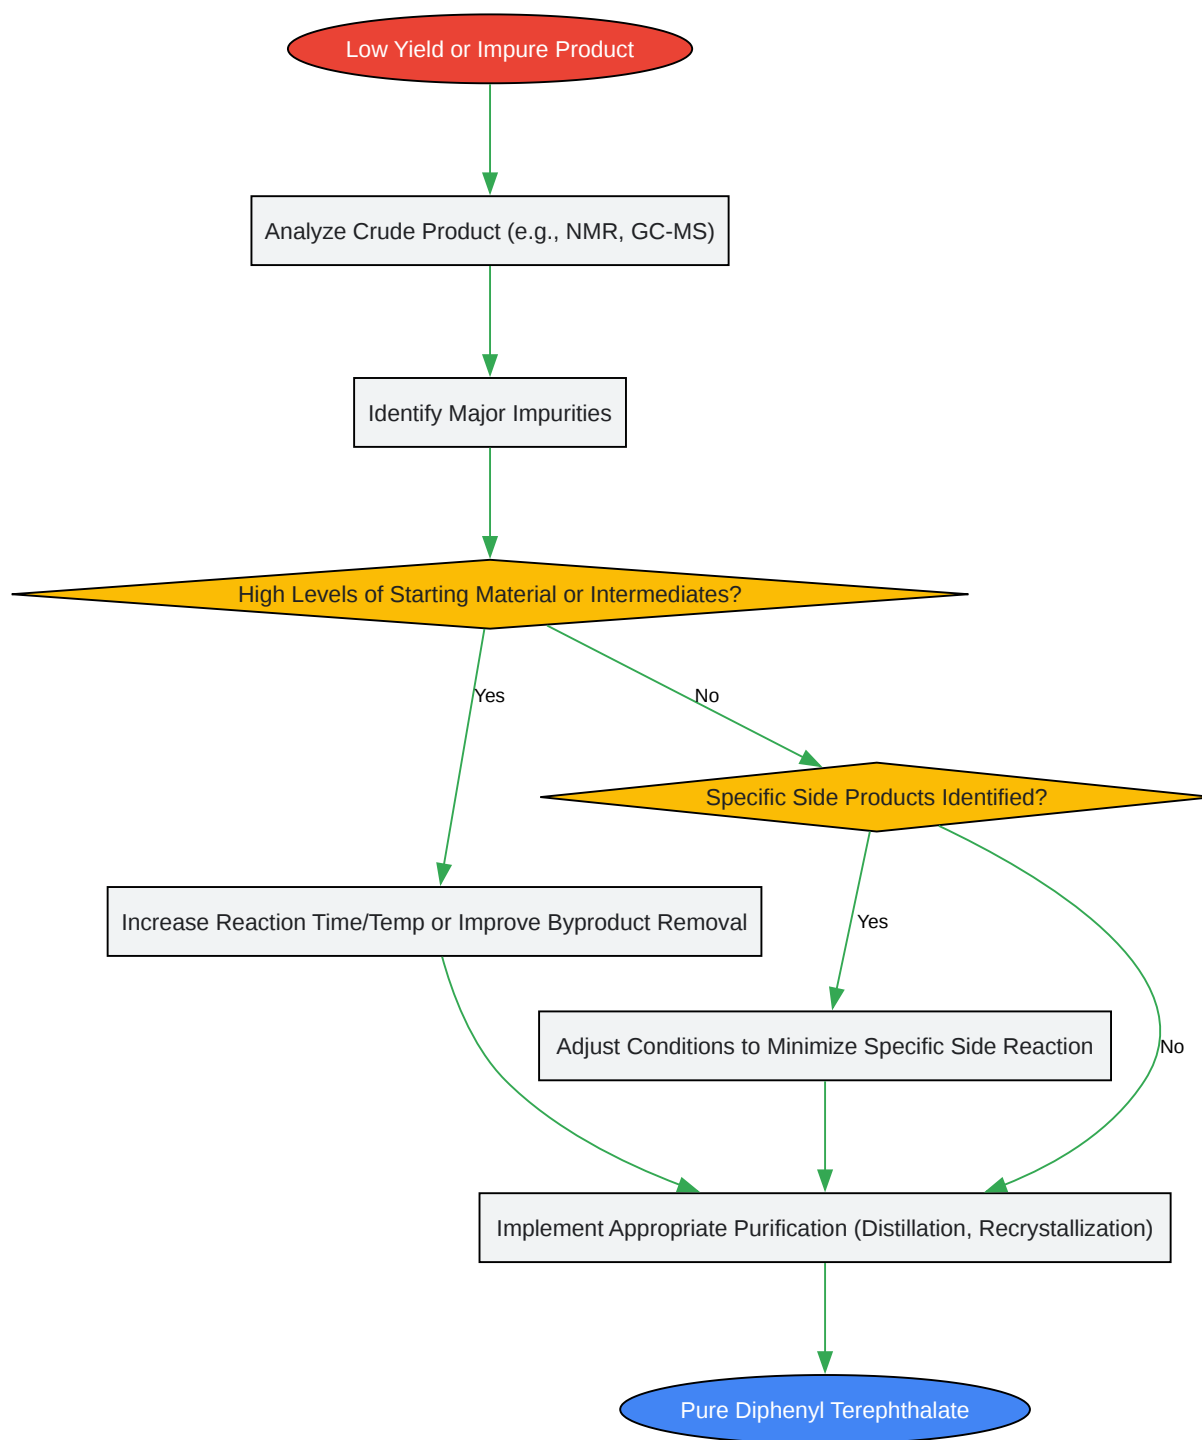 Low Yield or Impure Product
Analyze Crude Product (e.g., NMR, GC-MS)
Identify Major Impurities
High Levels of Starting Material or Intermediates?
Yes
No
Specific Side Products Identified?
Increase Reaction Time/Temp or Improve Byproduct Removal
Yes
Adjust Conditions to Minimize Specific Side Reaction
No
Implement Appropriate Purification (Distillation, Recrystallization)
Pure Diphenyl Terephthalate